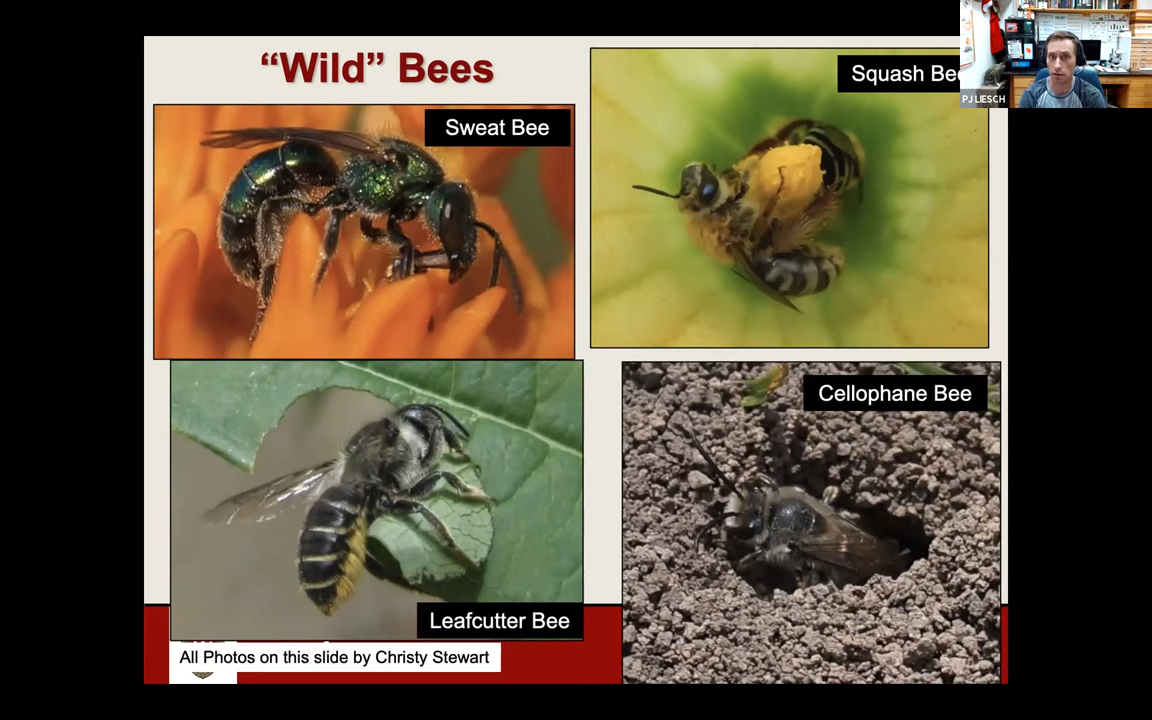 “Wild” Bees
Sweat Bee
Squash Be
PJ LIESCH
Cellophane Bee
Leafcutter Bee
All Photos on this slide by Christy Stewart